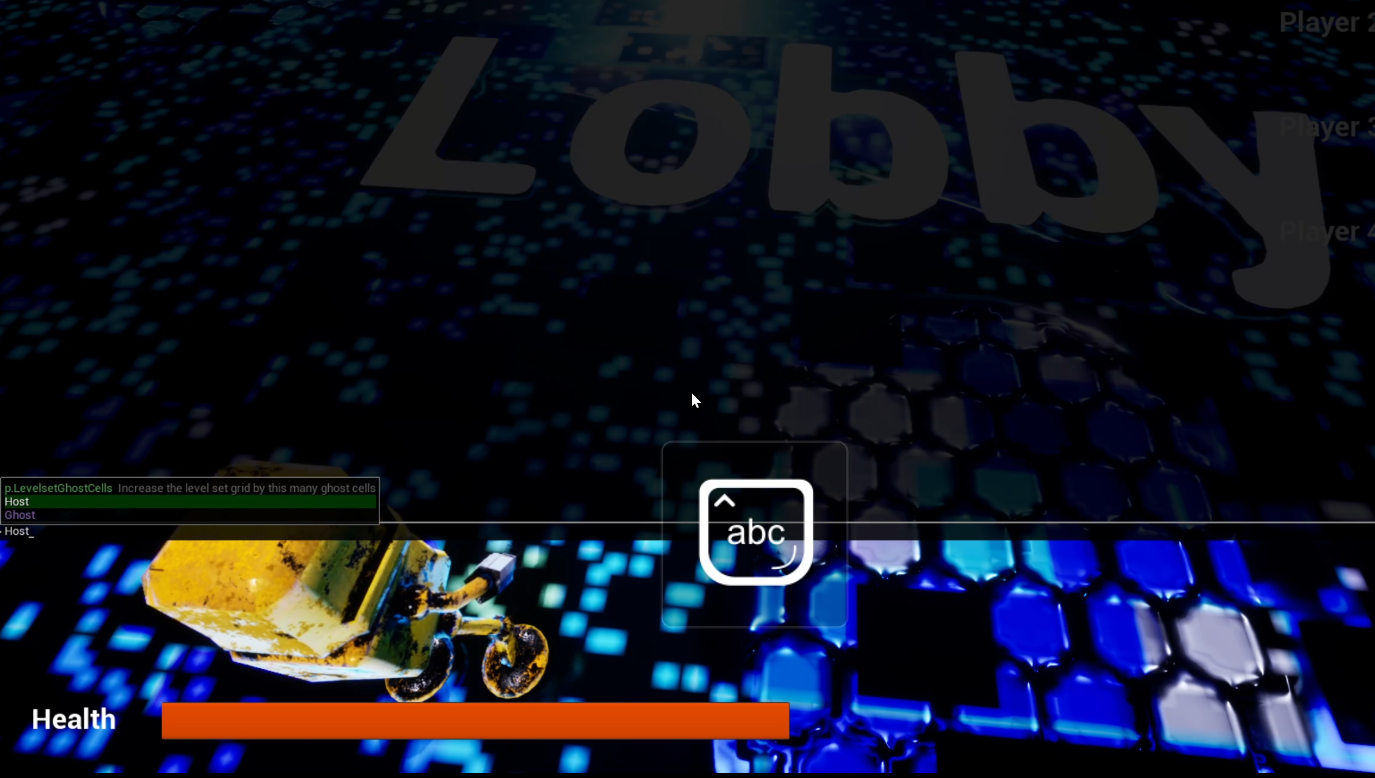 Player 2
Lobby
Player 3
Player 4
p.LevelsetGhostCells Increase the level set grid by this many ghost cells
Host
Ghost
Host_
abc
Health